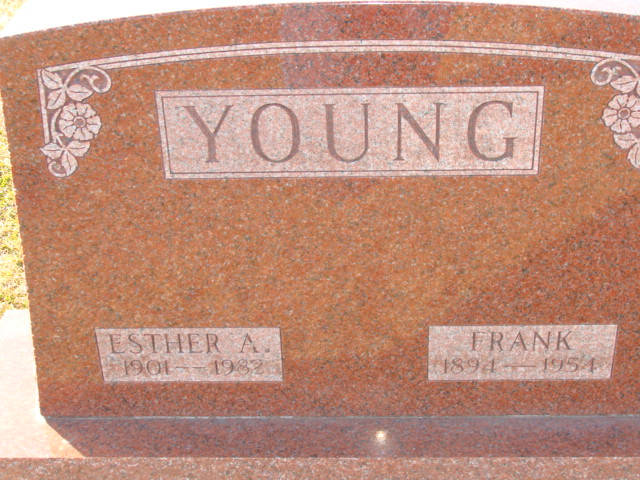 YOUNG
ESTHER A.
1901 — 1982
FRANK
1894 — 1954